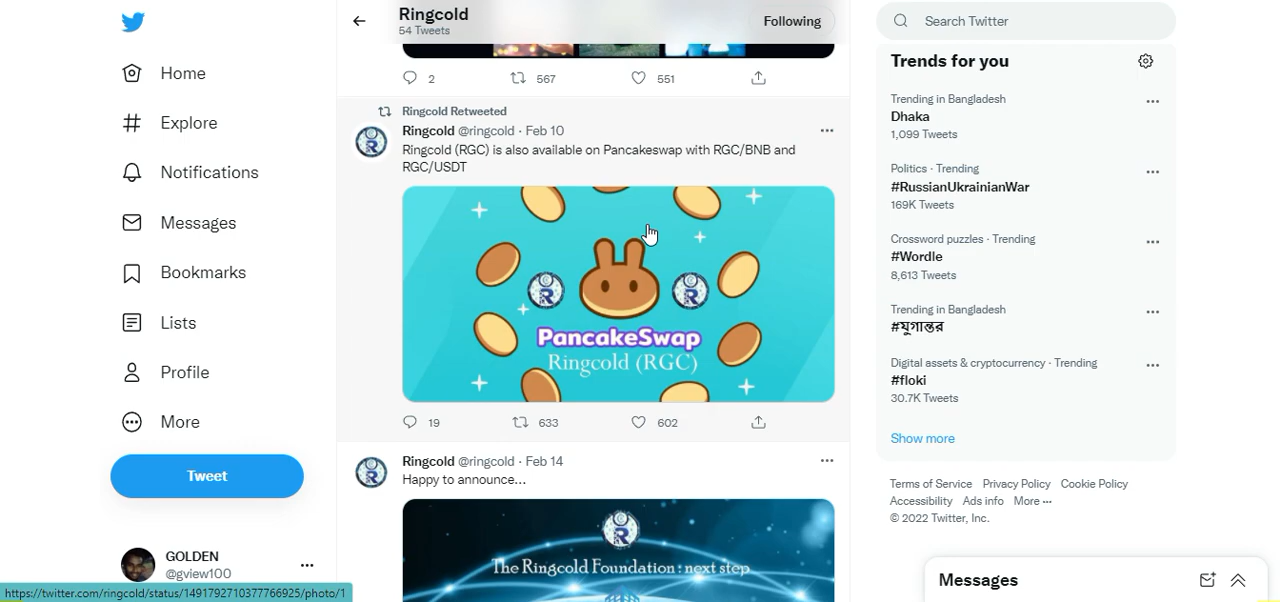 Home
Explore
Notifications
Messages
Bookmarks
Lists
Profile
More
Tweet
GOLDEN
@gview100
https://twitter.com/ringcold/status/1491792710377766925/photo/1
Ringcold
54 Tweets
Following
2 567 551
Ringcold Retweeted
Ringcold @ringcold · Feb 10
Ringcold (RGC) is also available on Pancakeswap with RGC/BNB and
RGC/USDT
PancakeSwap
Ringcold (RGC)
19 633 602
Ringcold @ringcold · Feb 14
Happy to announce...
The Ringcold Foundation : next step
Search Twitter
Trends for you
Trending in Bangladesh
Dhaka
1,099 Tweets
Politics · Trending
#RussianUkrainianWar
169K Tweets
Crossword puzzles · Trending
#Wordle
8,613 Tweets
Trending in Bangladesh
#যুগান্তর
Digital assets & cryptocurrency · Trending
#floki
30.7K Tweets
Show more
Terms of Service Privacy Policy Cookie Policy
Accessibility Ads info More ···
© 2022 Twitter, Inc.
Messages